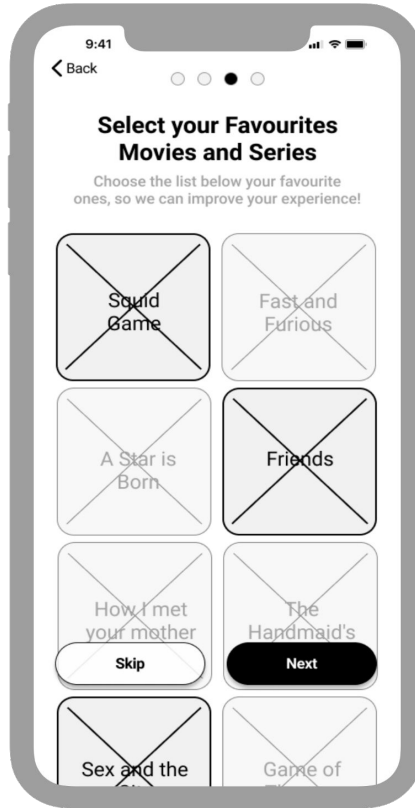 9:41
Back
Select your Favourites
Movies and Series
Choose the list below your favourite
ones, so we can improve your experience!
Squid
Game
Fast and
Furious
A Star is
Born
Friends
How I met
your mother
The
Handmaid's
Skip
Next
Sex and the
Game of